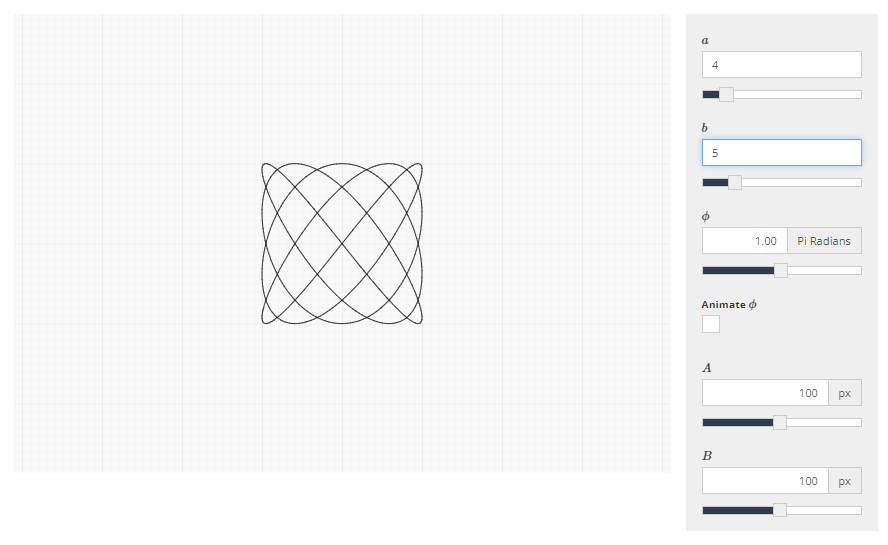 a
4
b
5
ϕ
1.00 Pi Radians
Animate ϕ
A
100 px
B
100 px